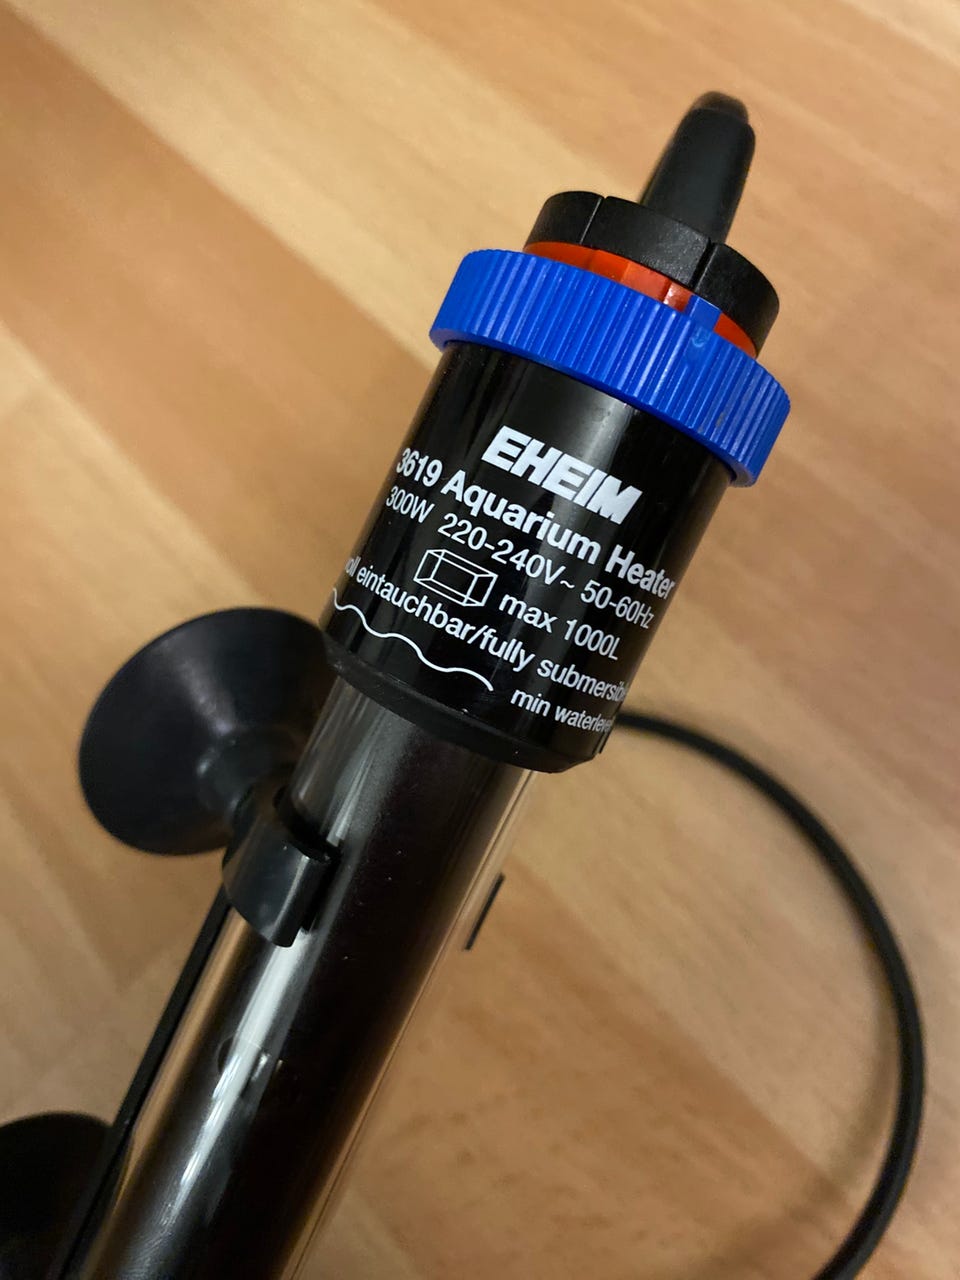 EHEIM
3619 Aquarium Heater
300W 220-240V~ 50-60Hz
max 1000L
eintauchbar/fully
min